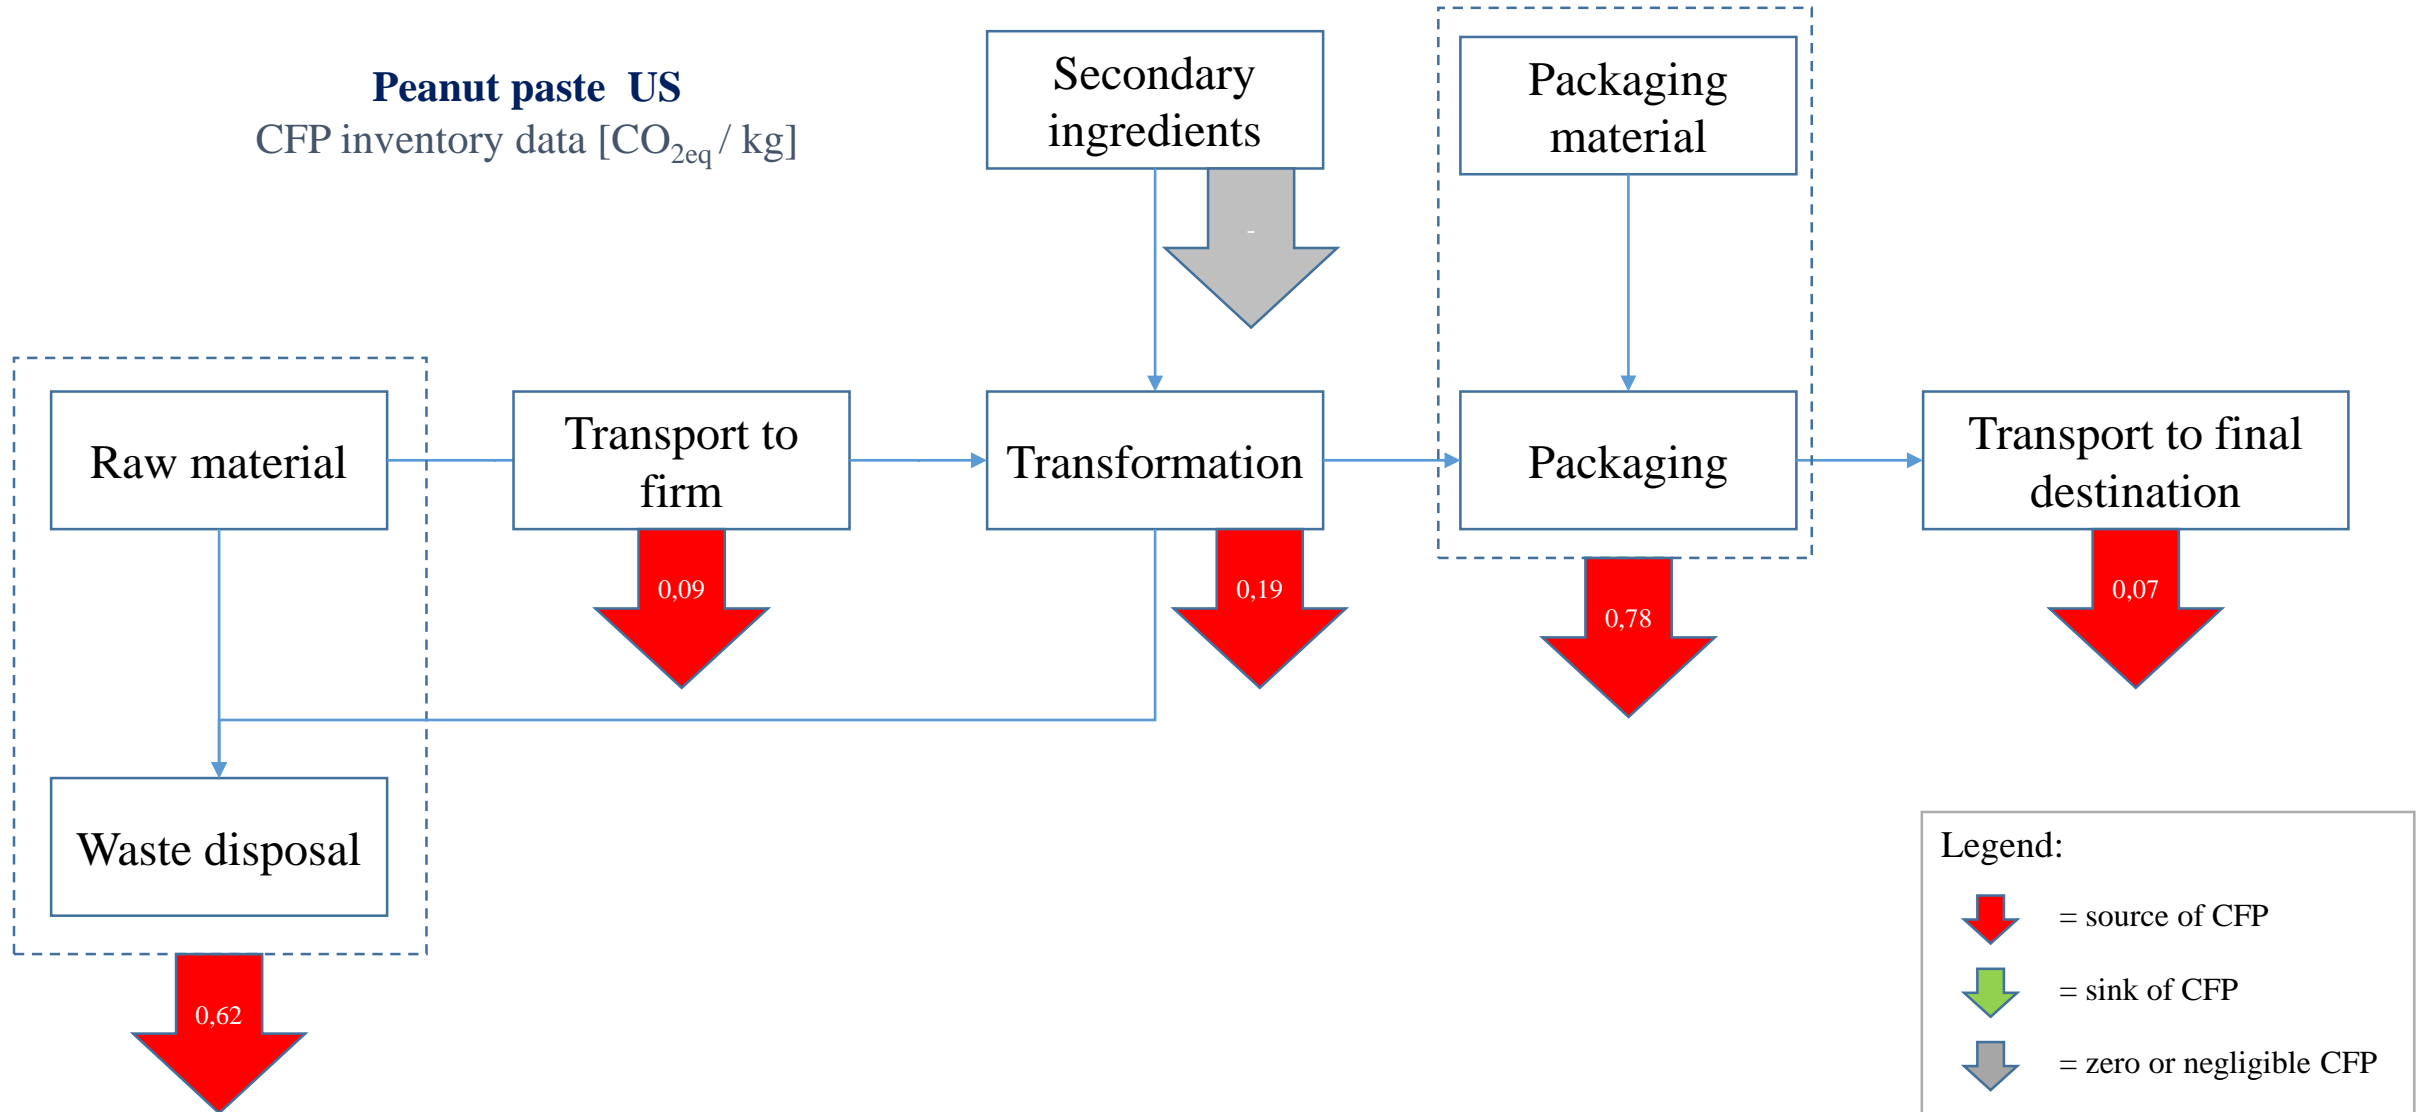 Peanut paste  US
CFP inventory data [CO2eq / kg]
Secondary
ingredients
-
Packaging
material
Raw material
Transport to
firm
Transformation
Packaging
Transport to final
destination
0,09
0,19
0,78
0,07
Waste disposal
0,62
Legend:
= source of CFP
= sink of CFP
= zero or negligible CFP